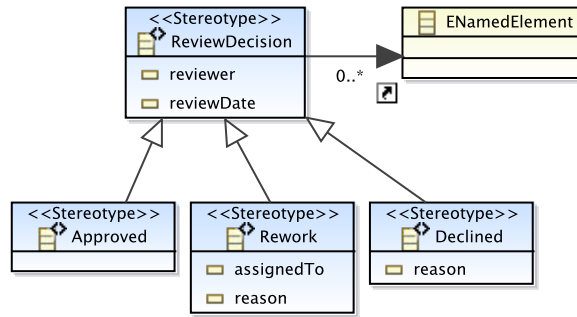 <<Stereotype>>
ReviewDecision
reviewer
reviewDate
ENamedElement
0..*
<<Stereotype>>
Approved
<<Stereotype>>
Rework
assignedTo
reason
<<Stereotype>>
Declined
reason